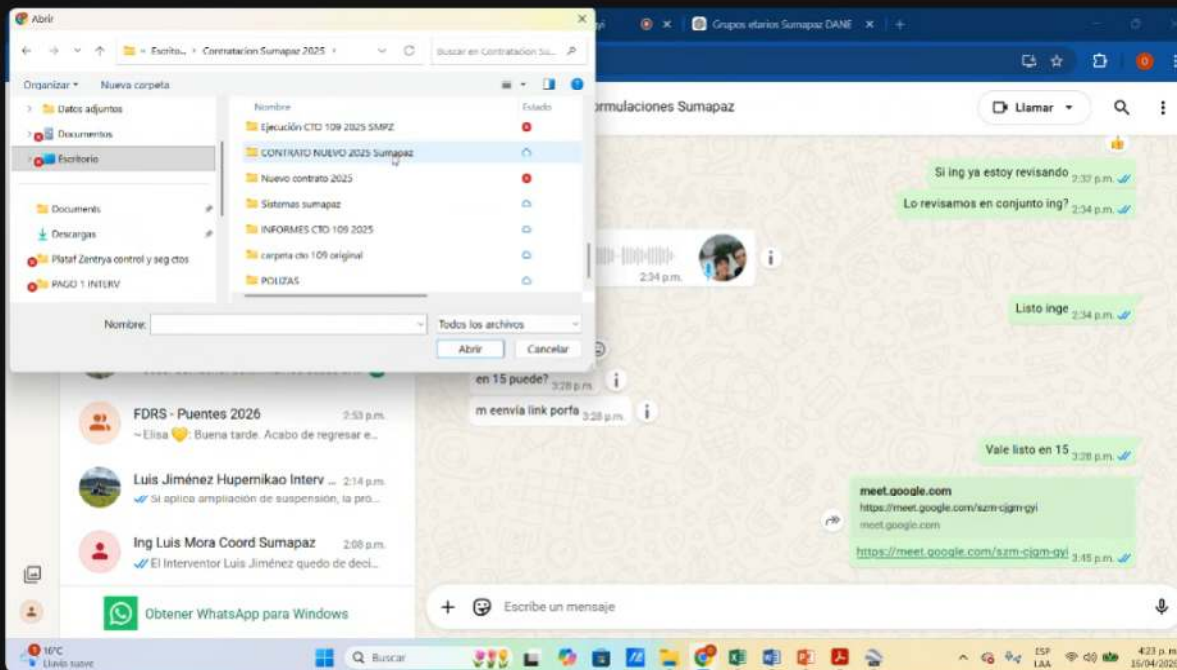 Abrir
Grupos etarios Sumapaz DANE
Escrito... > Contratacion Sumapaz 2025
Buscar en Contratacion Su...
Organizar
Nueva carpeta
Datos adjuntos
Documentos
Escritorio
Documents
Descargas
Plataf Zentrya control y seg ctos
PAGO 1 INTERV
Nombre
Estado
Ejecución CTO 109 2025 SMPZ
CONTRATO NUEVO 2025 Sumapaz
Nuevo contrato 2025
Sistemas sumapaz
INFORMES CTO 109 2025
carpeta cto 109 original
POLIZAS
Nombre:
Todos los archivos
Abrir
Cancelar
ormulaciones Sumapaz
Llamar
Si ing ya estoy revisando 2:32 p.m.
Lo revisamos en conjunto ing? 2:34 p.m.
2:34 p.m.
Listo inge 2:34 p.m.
en 15 puede? 3:28 p.m.
m eenvía link porfa 3:28 p.m.
Vale listo en 15 3:28 p.m.
meet.google.com
https://meet.google.com/szm-cjgm-gyi
meet.google.com
https://meet.google.com/szm-cjgm-gyi 3:45 p.m.
FDRS - Puentes 2026 2:53 p.m.
~Elisa 💛: Buena tarde. Acabo de regresar e...
Luis Jiménez Hupernikao Interv ... 2:14 p.m.
Si aplica ampliación de suspensión, la pró...
Ing Luis Mora Coord Sumapaz 2:08 p.m.
El Interventor Luis Jiménez quedo de deci...
Obtener WhatsApp para Windows
Escribe un mensaje
16°C
Lluvia suave
Buscar
ESP
LAA
4:23 p. m.
16/04/2026